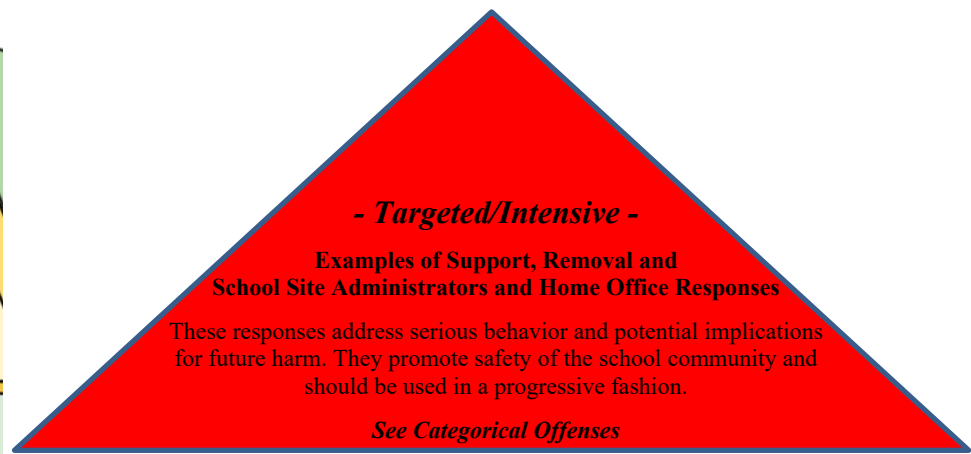 - Targeted/Intensive -
Examples of Support, Removal and
School Site Administrators and Home Office Responses
These responses address serious behavior and potential implications
for future harm. They promote safety of the school community and
should be used in a progressive fashion.
See Categorical Offenses